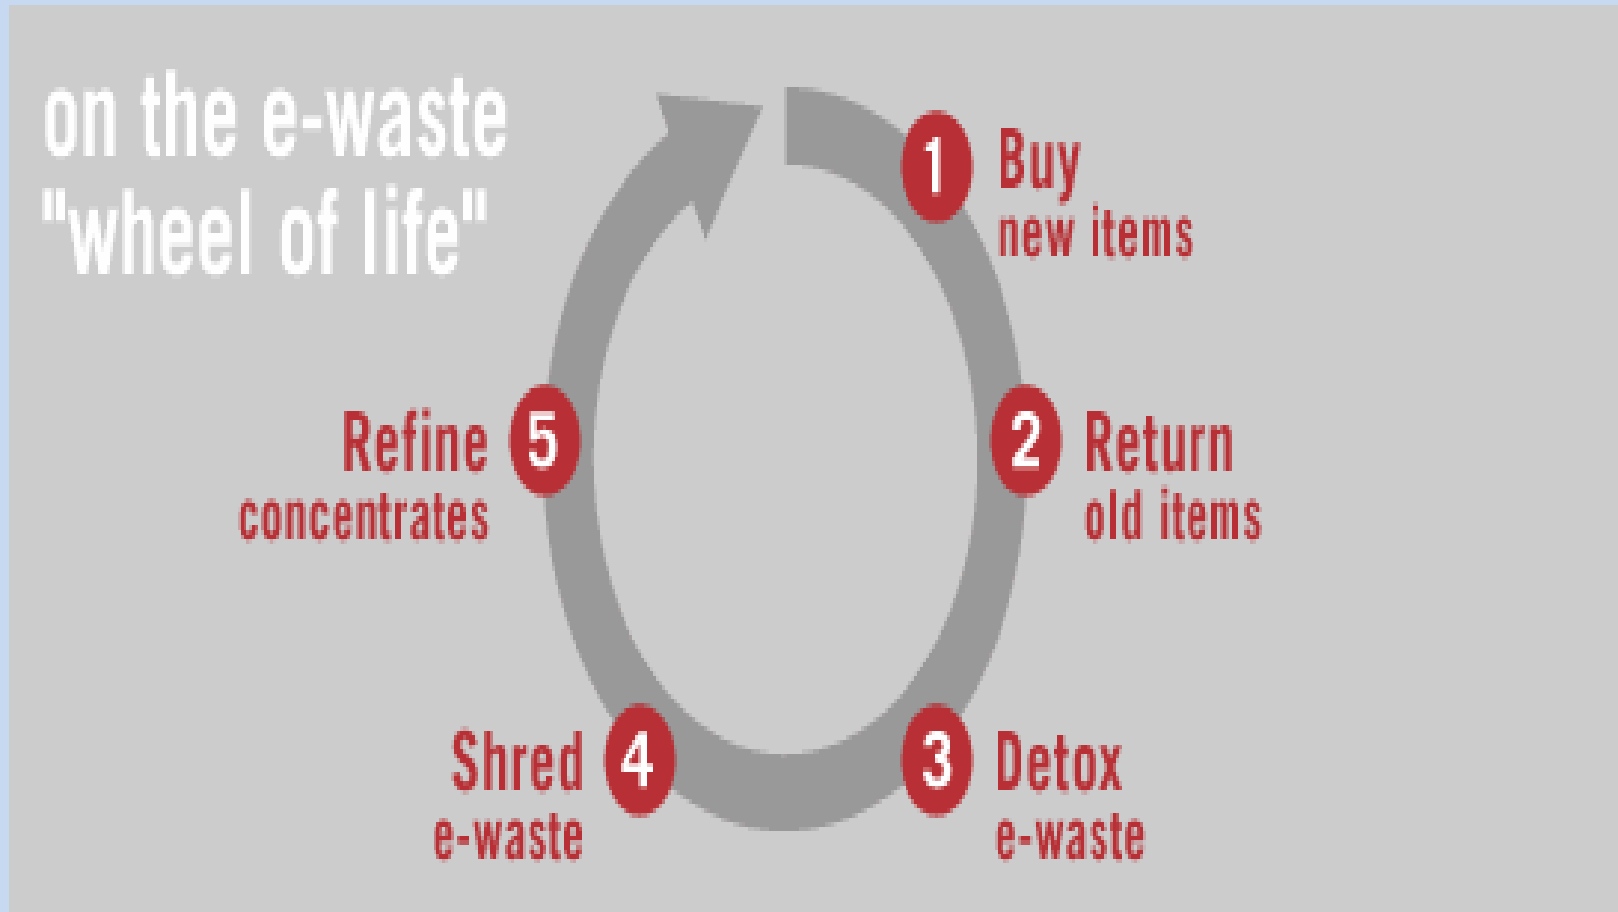 on the e-waste
"wheel of life"
1
Buy
new items
2
Return
old items
3
Detox
e-waste
4
Shred
e-waste
5
Refine
concentrates